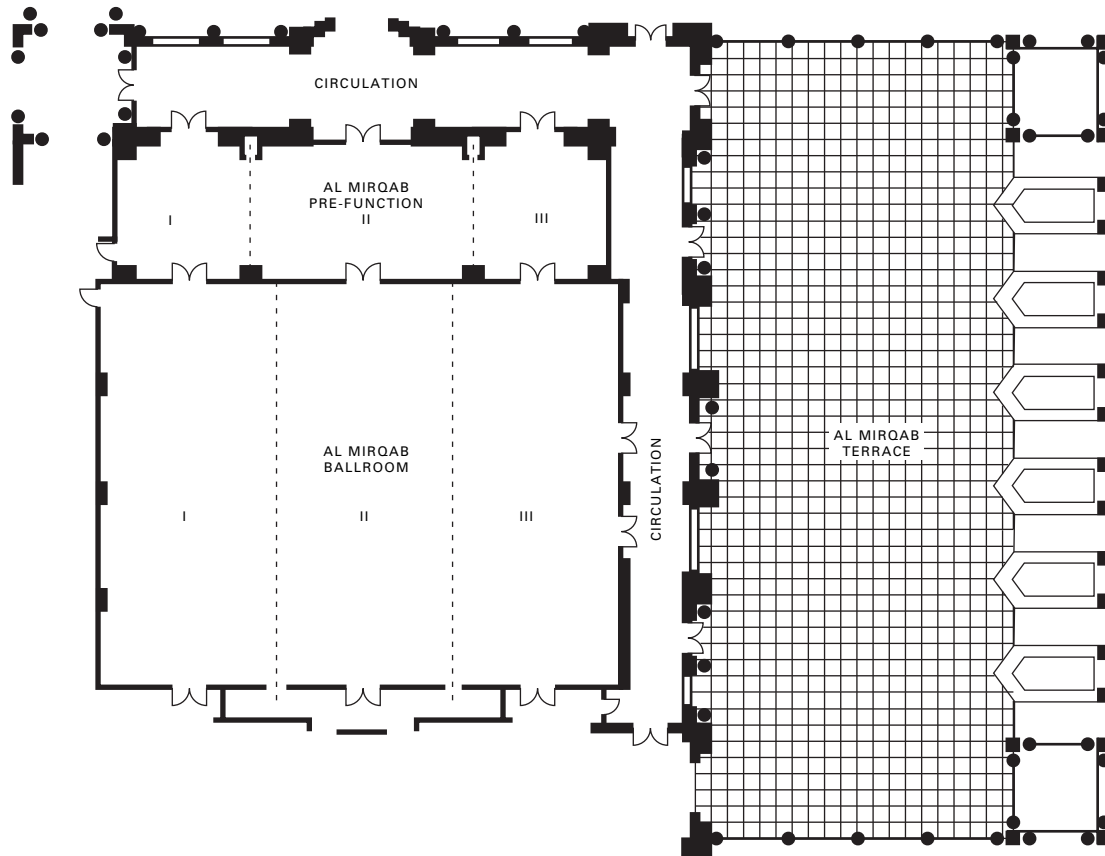 CIRCULATION
AL MIRQAB
PRE-FUNCTION
I
II
III
AL MIRQAB
BALLROOM
I
II
III
CIRCULATION
AL MIRQAB
TERRACE